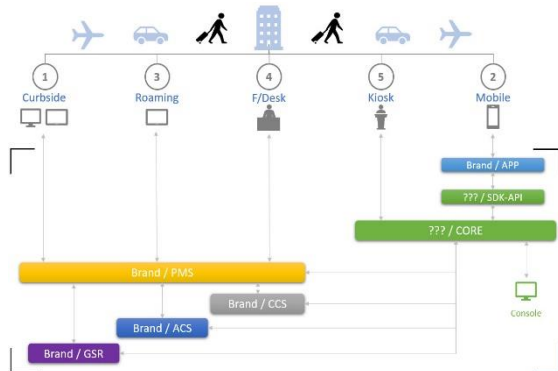 1 3 4 5 2
Curbside Roaming F/Desk Kiosk Mobile
Brand / APP
??? / SDK-API
??? / CORE
Brand / PMS
Brand / CCS
Console
Brand / ACS
Brand / GSR